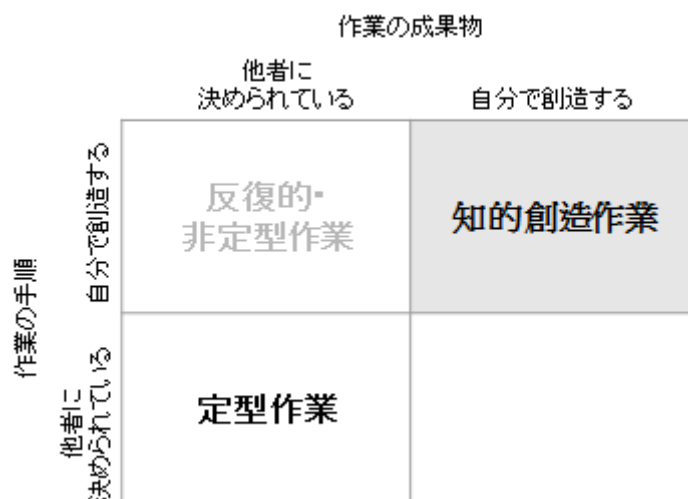 作業の成果物
他者に
決められている
自分で創造する
作業の手順
自分で創造する
反復的・
非定型作業
知的創造作業
他者に
決められている
定型作業